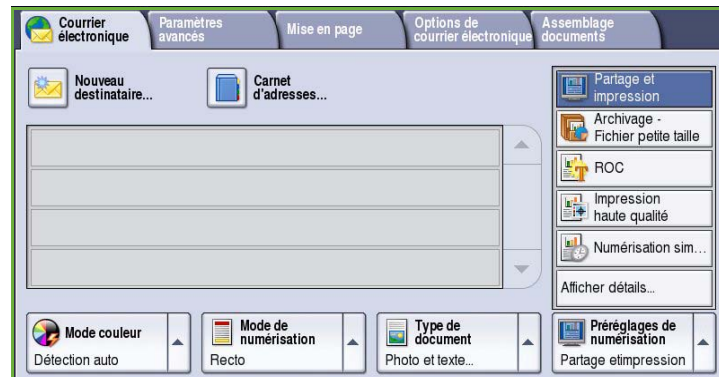 Courrier
électronique
Paramètres
avancés
Mise en page
Options de
courrier électronique
Assemblage
documents
Nouveau
destinataire...
Carnet
d'adresses...
Partage et
impression
Archivage -
Fichier petite taille
ROC
Impression
haute qualité
Numérisation sim...
Afficher détails...
Mode couleur
Détection auto
Mode de
numérisation
Recto
Type de
document
Photo et texte...
Préréglages de
numérisation
Partage etimpression